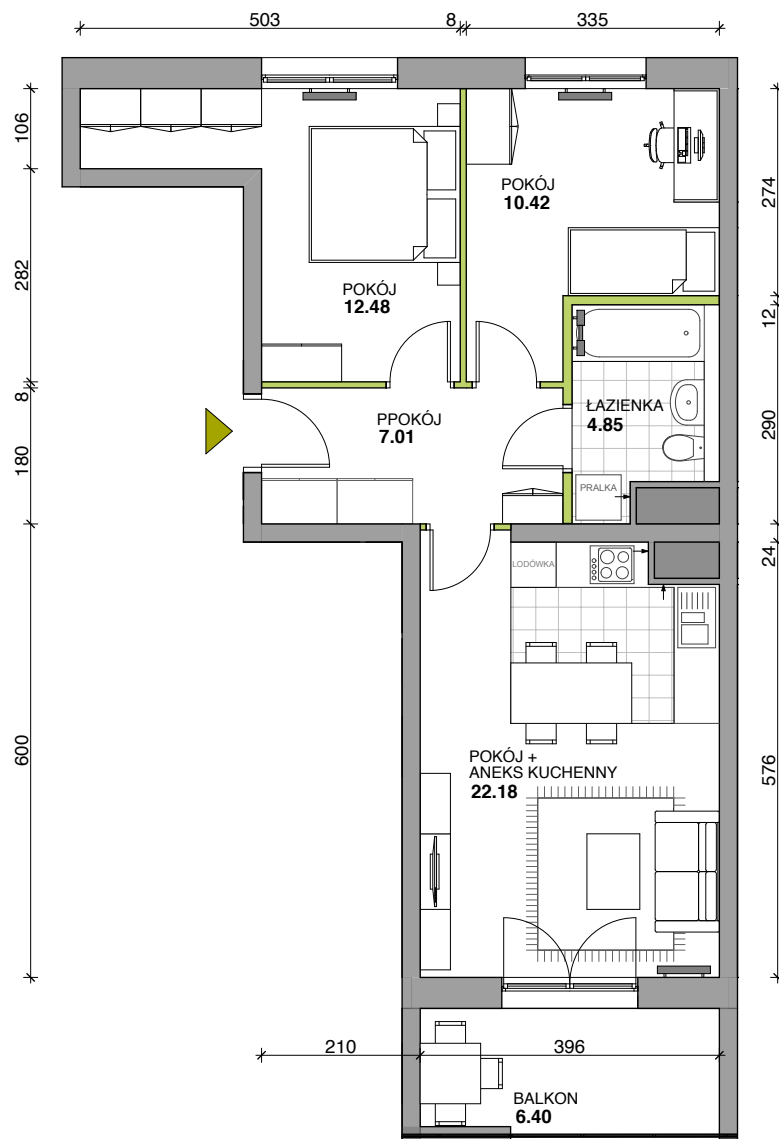 503
8
335
106
282
8
180
600
274
12
290
24
576
POKÓJ
10.42
POKÓJ
12.48
ŁAZIENKA
4.85
PPOKÓJ
7.01
PRALKA
LODÓWKA
POKÓJ +
ANEKS KUCHENNY
22.18
210
396
BALKON
6.40